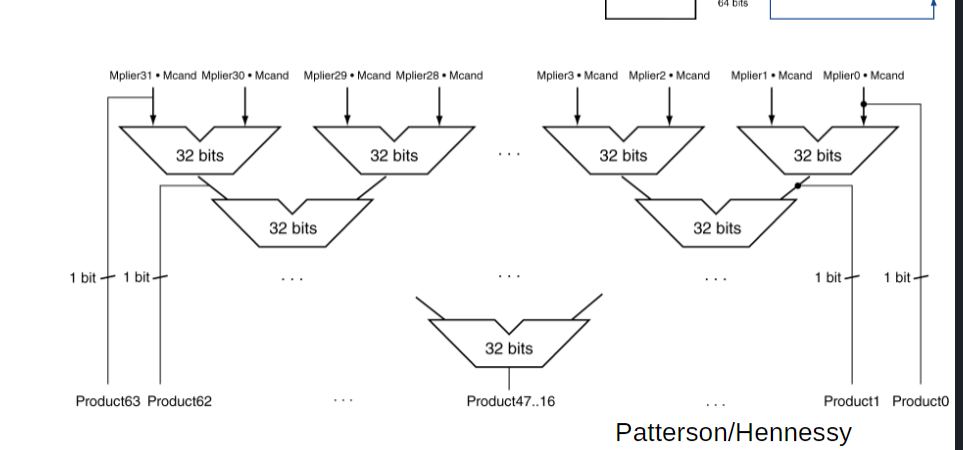 64 bits
Mplier31 • Mcand Mplier30 • Mcand Mplier29 • Mcand Mplier28 • Mcand Mplier3 • Mcand Mplier2 • Mcand Mplier1 • Mcand Mplier0 • Mcand
32 bits 32 bits . . . 32 bits 32 bits
32 bits 32 bits
1 bit 1 bit . . . . . . . . . 1 bit 1 bit
32 bits
Product63 Product62 . . . Product47..16 . . . Product1 Product0
Patterson/Hennessy